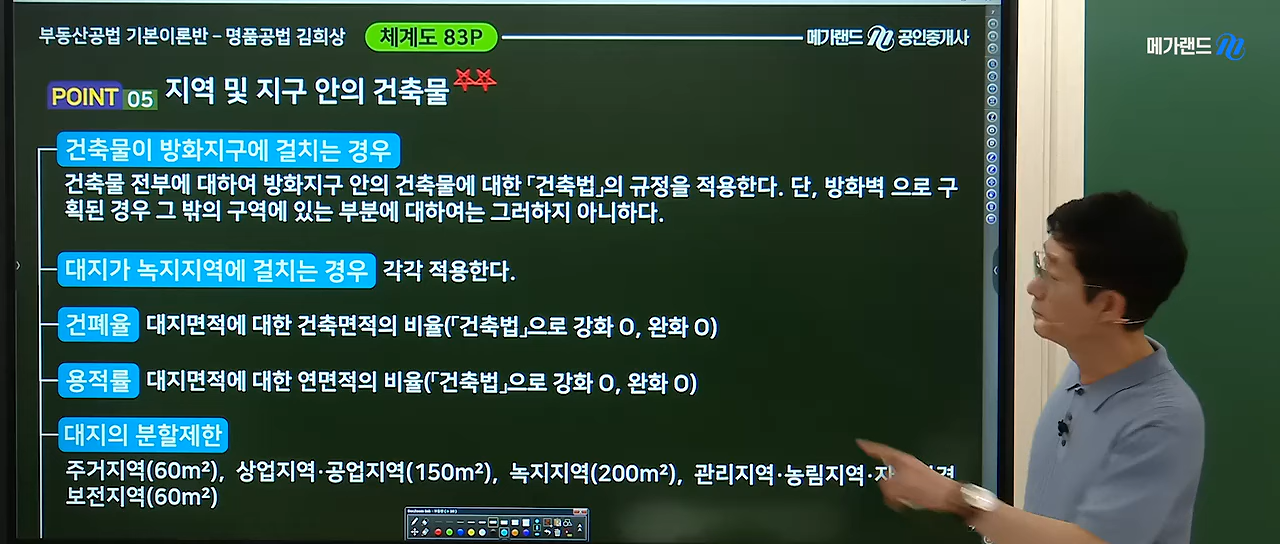 부동산공법 기본이론반 - 명품공법 김희상
체계도 83P
메가랜드 공인중개사
메가랜드
POINT 05 지역 및 지구 안의 건축물
건축물이 방화지구에 걸치는 경우
건축물 전부에 대하여 방화지구 안의 건축물에 대한 「건축법」의 규정을 적용한다. 단, 방화벽 으로 구
획된 경우 그 밖의 구역에 있는 부분에 대하여는 그러하지 아니하다.
대지가 녹지지역에 걸치는 경우 각각 적용한다.
건폐율 대지면적에 대한 건축면적의 비율(「건축법」으로 강화 O, 완화 O)
용적률 대지면적에 대한 연면적의 비율(「건축법」으로 강화 O, 완화 O)
대지의 분할제한
주거지역(60m²), 상업지역·공업지역(150m²), 녹지지역(200m²), 관리지역·농림지역·
보전지역(60m²)